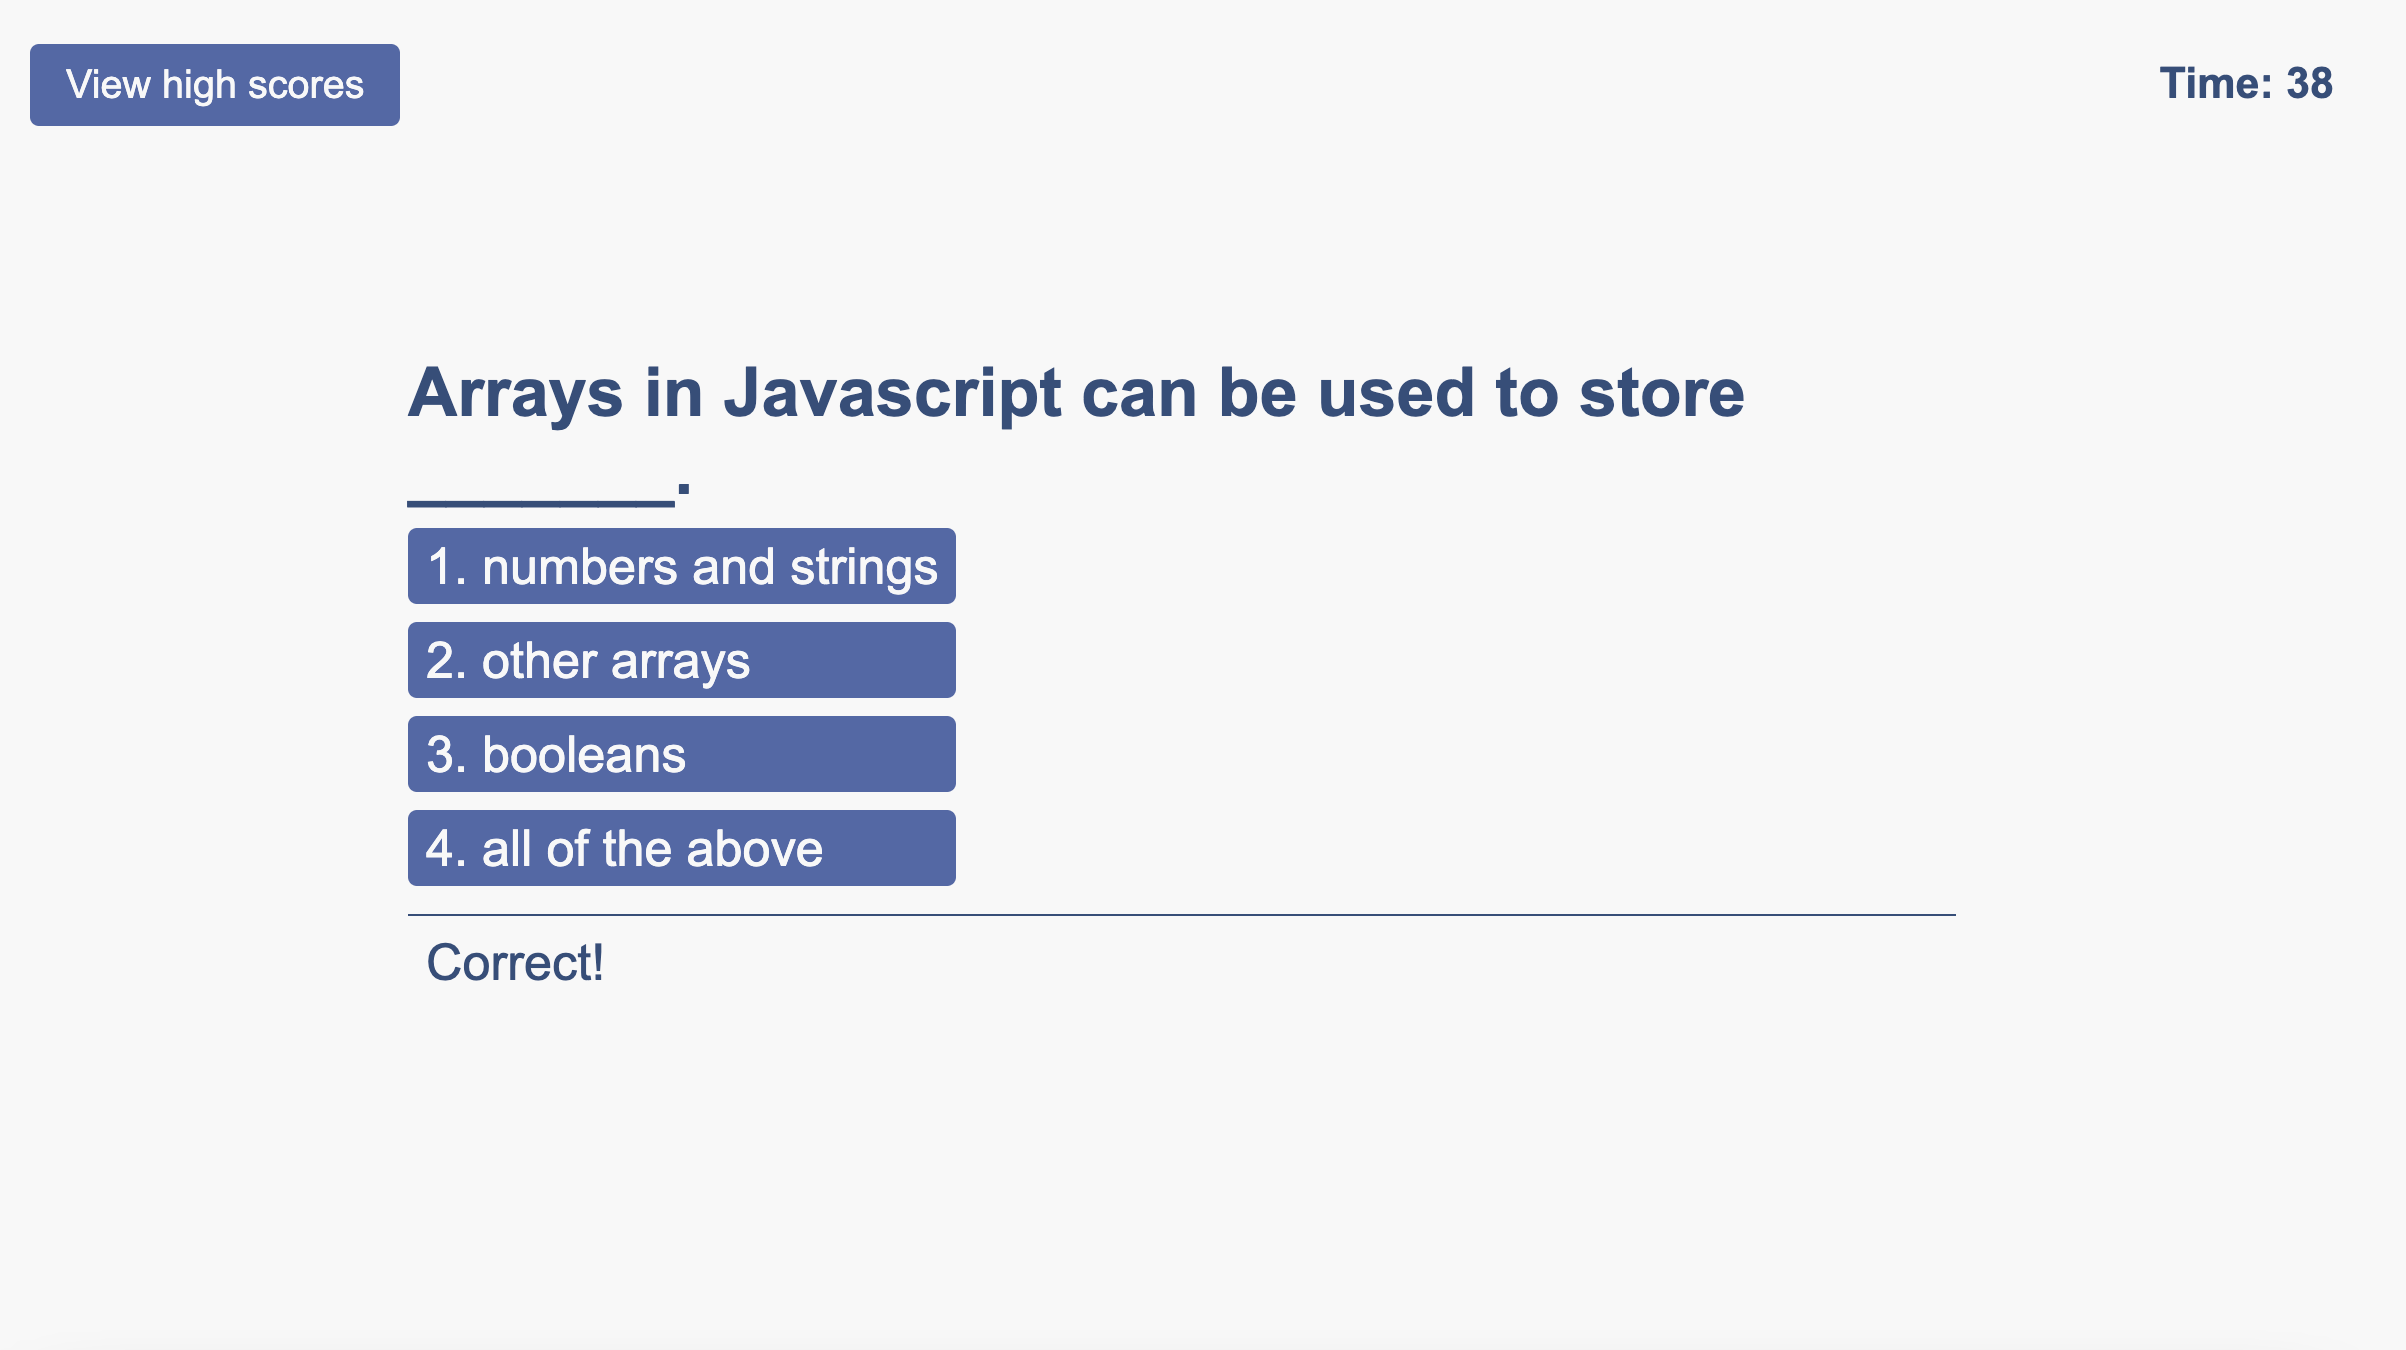 View high scores
Time: 38
Arrays in Javascript can be used to store
_______.
1. numbers and strings
2. other arrays
3. booleans
4. all of the above
Correct!